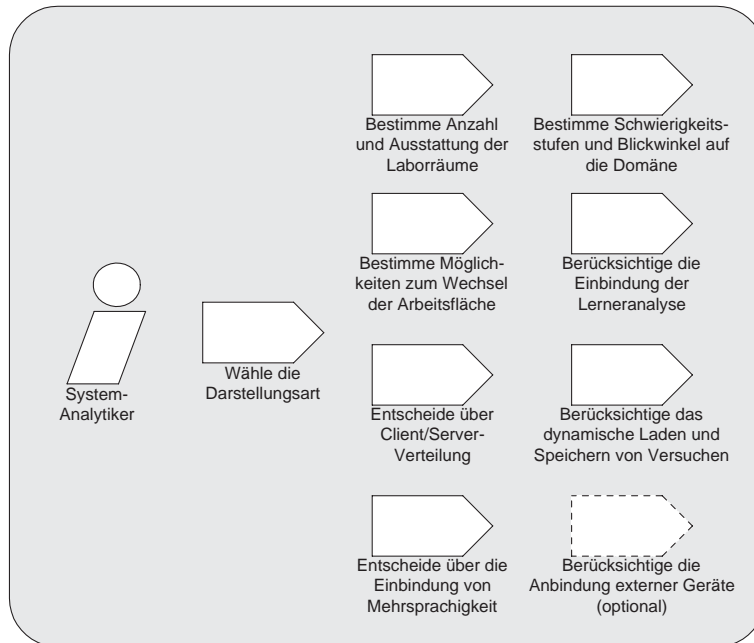 System-
Analytiker
Wähle die
Darstellungsart
Bestimme Anzahl
und Ausstattung der
Laborräume
Bestimme Schwierigkeits-
stufen und Blickwinkel auf
die Domäne
Bestimme Möglich-
keiten zum Wechsel
der Arbeitsfläche
Berücksichtige die
Einbindung der
Lerneranalyse
Entscheide über
Client/Server-
Verteilung
Berücksichtige das
dynamische Laden und
Speichern von Versuchen
Entscheide über die
Einbindung von
Mehrsprachigkeit
Berücksichtige die
Anbindung externer Geräte
(optional)